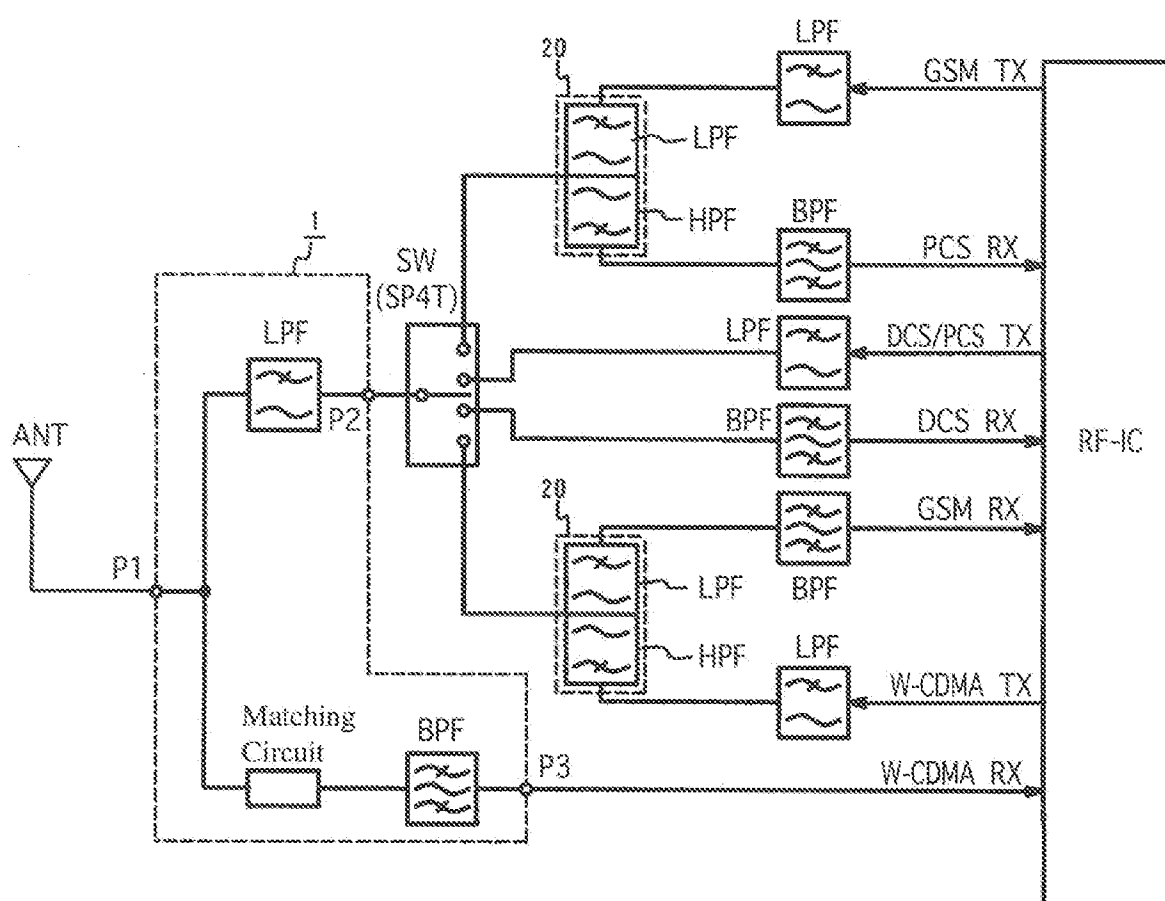 LPF
20
GSM TX
LPF
HPF
BPF
PCS RX
1
SW
(SP4T)
LPF
LPF
DCS/PCS TX
P2
BPF
DCS RX
RF-IC
ANT
20
GSM RX
P1
LPF
BPF
HPF
LPF
W-CDMA TX
Matching
Circuit
BPF
P3
W-CDMA RX